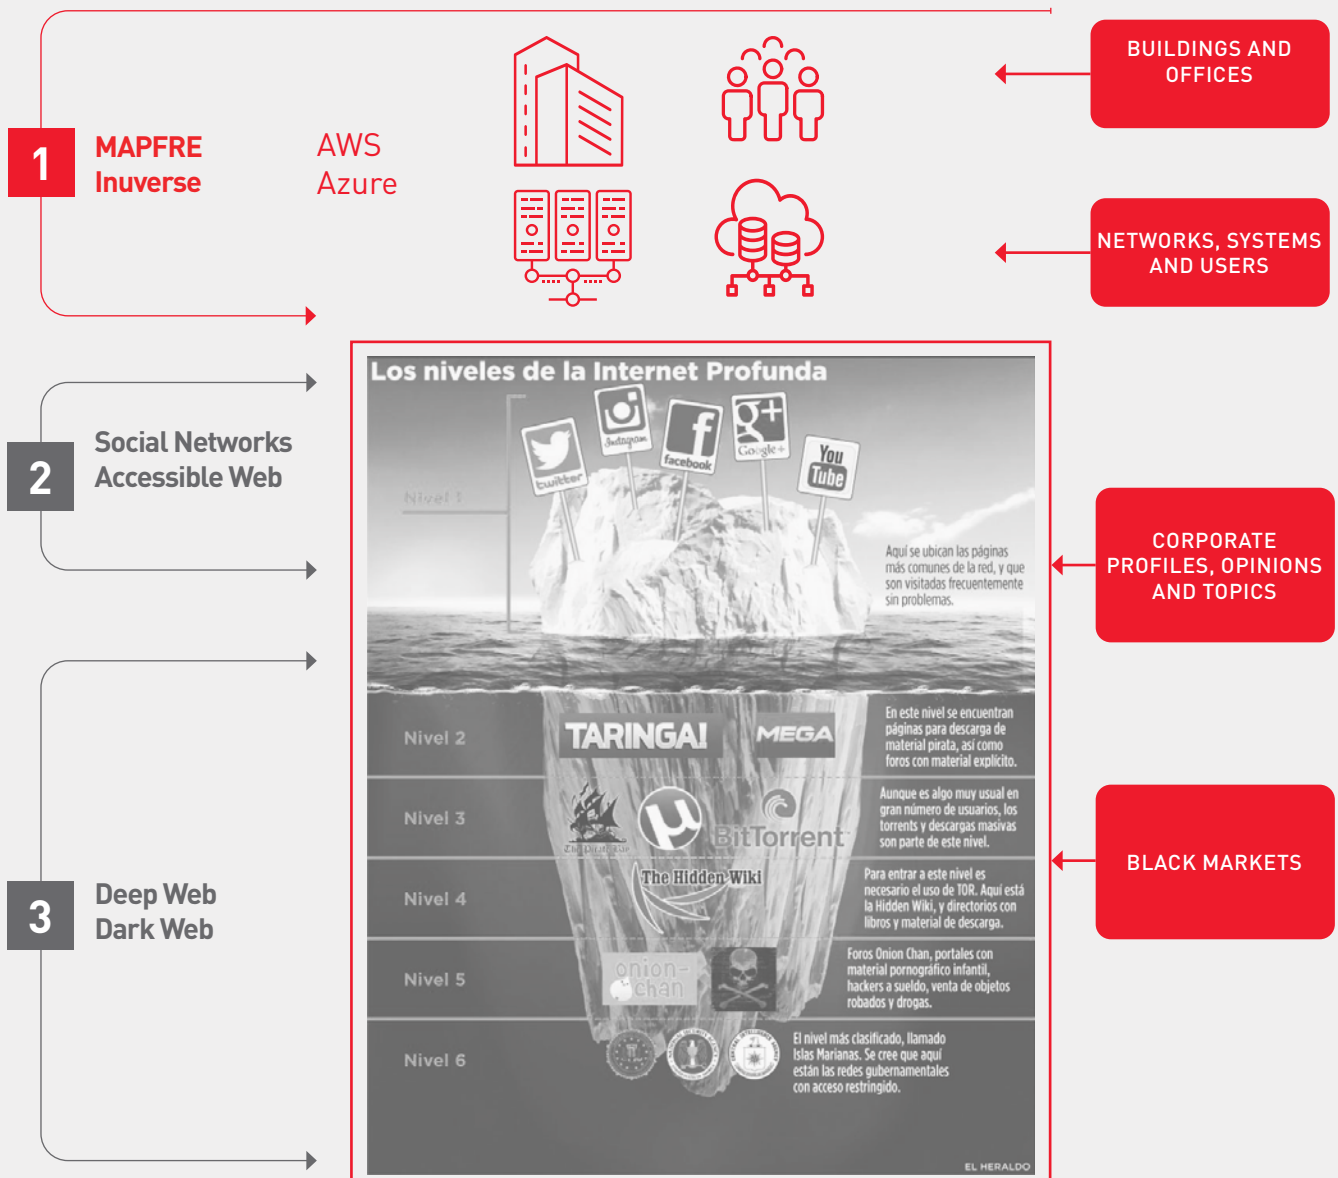 BUILDINGS AND
OFFICES
1
MAPFRE
Inuverse
AWS
Azure
NETWORKS, SYSTEMS
AND USERS
Los niveles de la Internet Profunda
2
Social Networks
Accessible Web
Nivel 1
twitter
Instagram
facebook
g+
Google+
You
Tube
Aquí se ubican las páginas
más comunes de la red, y que
son visitadas frecuentemente
sin problemas.
CORPORATE
PROFILES, OPINIONS
AND TOPICS
3
Deep Web
Dark Web
Nivel 2
TARINGA!
MEGA
En este nivel se encuentran
páginas para descarga de
material pirata, así como
foros con material explícito.
Nivel 3
The Pirate Bay
µ
BitTorrent
Aunque es algo muy usual en
gran número de usuarios, los
torrents y descargas masivas
son parte de este nivel.
BLACK MARKETS
Nivel 4
The Hidden Wiki
Para entrar a este nivel es
necesario el uso de TOR. Aquí está
la Hidden Wiki, y directorios con
libros y material de descarga.
Nivel 5
onion-
chan
Foros Onion Chan, portales con
material pornográfico infantil,
hackers a sueldo, venta de objetos
robados y drogas.
Nivel 6
El nivel más clasificado, llamado
Islas Marianas. Se cree que aquí
están las redes gubernamentales
con acceso restringido.
EL HERALDO